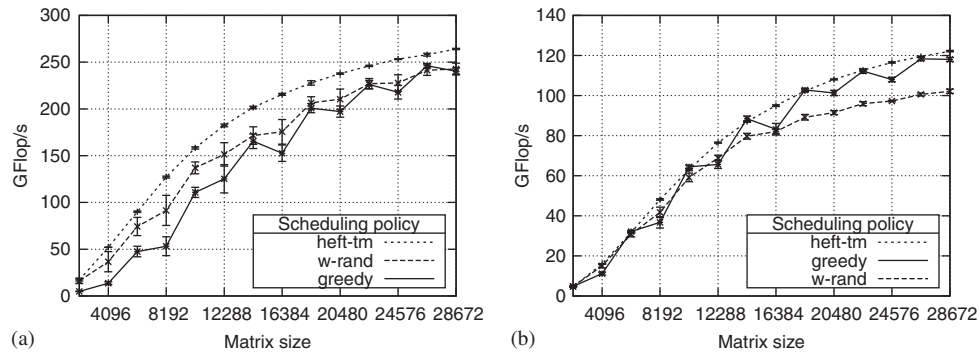 300
250
200
150
100
50
0
GFlop/s
4096 8192 12288 16384 20480 24576 28672
Matrix size
Scheduling policy
heft-tm
w-rand
greedy
(a)
140
120
100
80
60
40
20
0
GFlop/s
4096 8192 12288 16384 20480 24576 28672
Matrix size
Scheduling policy
heft-tm
greedy
w-rand
(b)